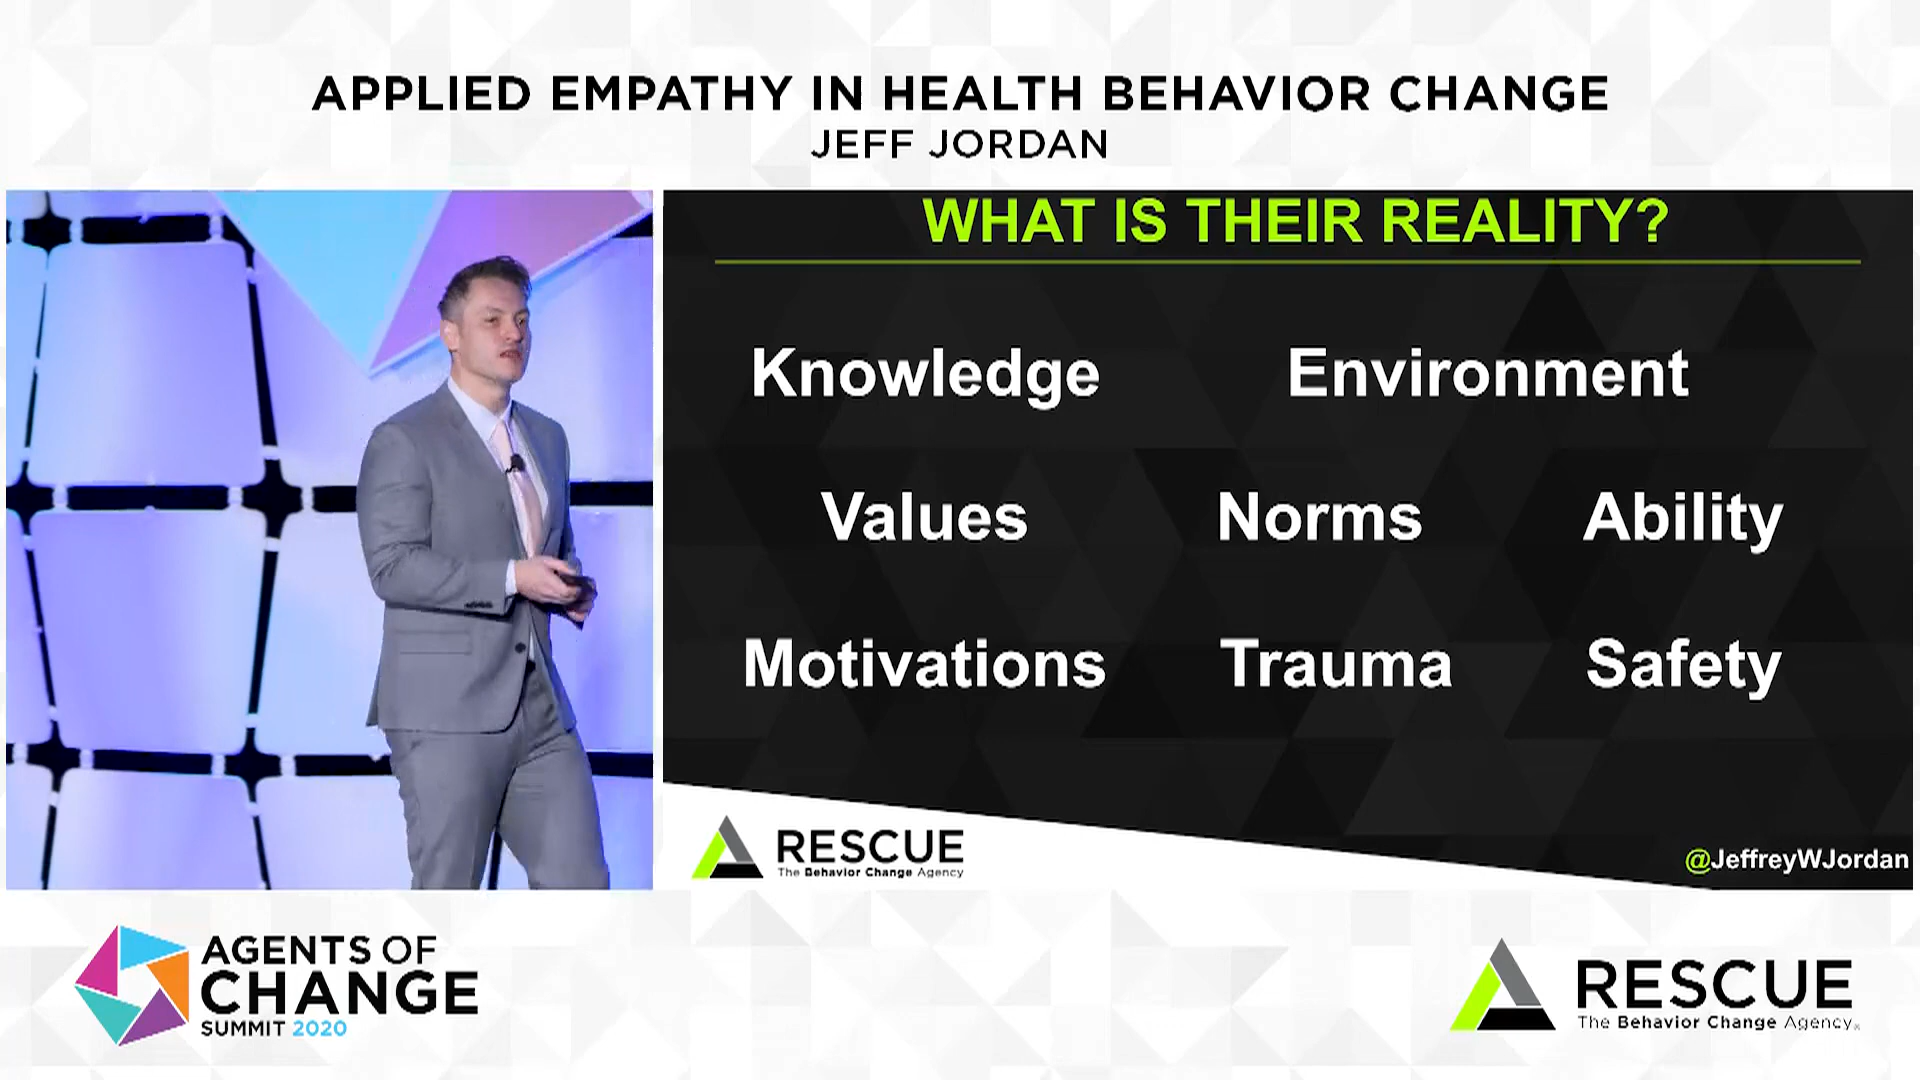 APPLIED EMPATHY IN HEALTH BEHAVIOR CHANGE
JEFF JORDAN
WHAT IS THEIR REALITY?
Knowledge Environment
Values Norms Ability
Motivations Trauma Safety
RESCUE
The Behavior Change Agency
@JeffreyWJordan
AGENTS OF
CHANGE
SUMMIT 2020
RESCUE
The Behavior Change Agency